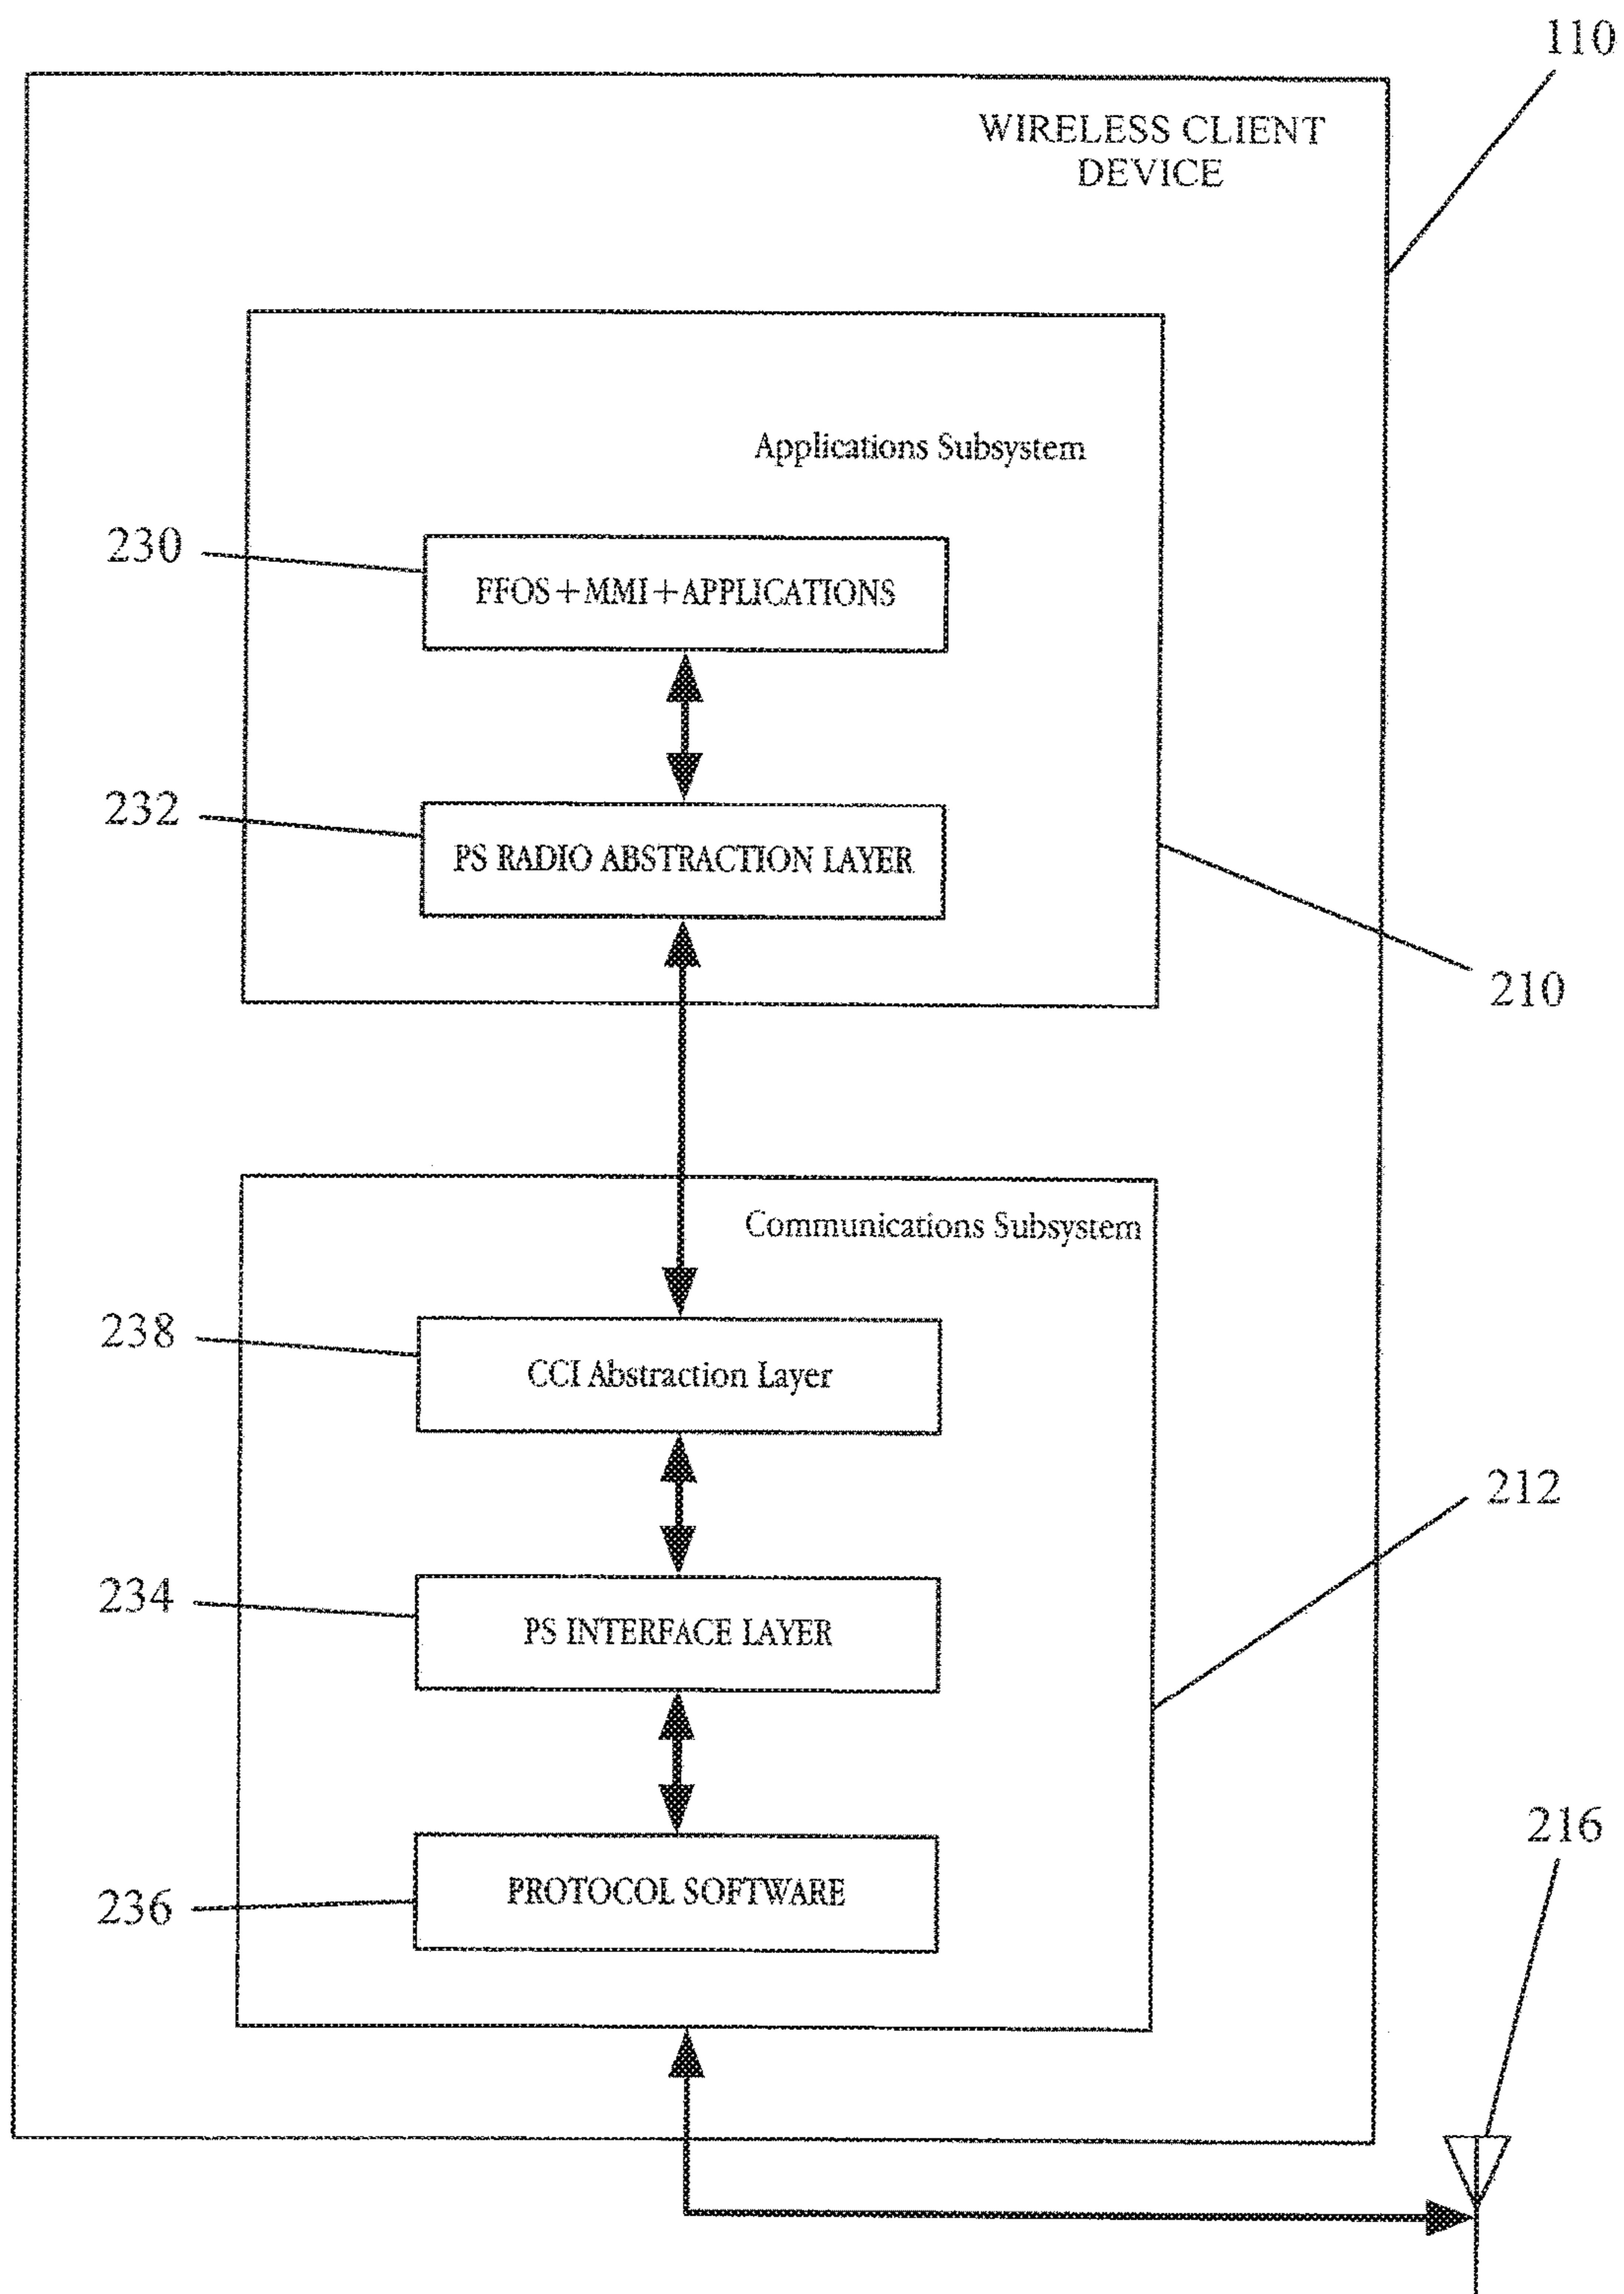 110
WIRELESS CLIENT
DEVICE
Applications Subsystem
230
FFOS+MMI+APPLICATIONS
232
PS RADIO ABSTRACTION LAYER
210
Communications Subsystem
238
CCI Abstraction Layer
212
234
PS INTERFACE LAYER
216
236
PROTOCOL SOFTWARE